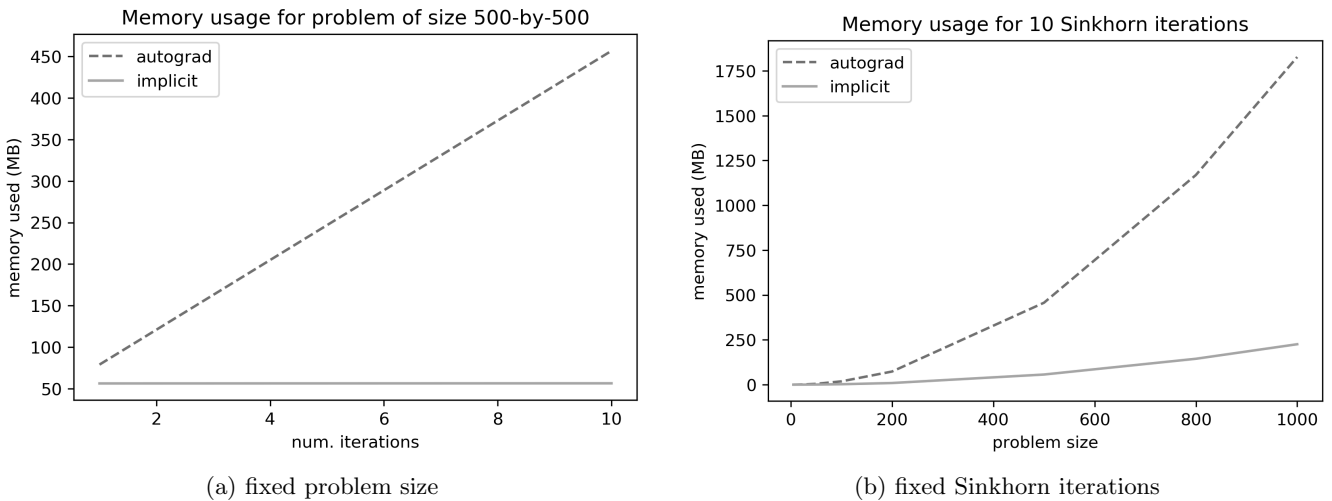 Memory usage for problem of size 500-by-500
autograd
implicit
450
400
350
300
250
200
150
100
50
memory used (MB)
2 4 6 8 10
num. iterations
(a) fixed problem size
Memory usage for 10 Sinkhorn iterations
autograd
implicit
1750
1500
1250
1000
750
500
250
0
memory used (MB)
0 200 400 600 800 1000
problem size
(b) fixed Sinkhorn iterations